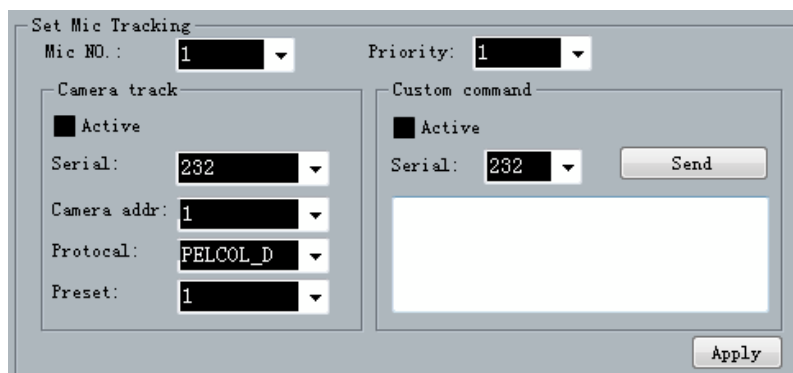 Set Mic Tracking
Mic NO.: 1 Priority: 1
Camera track
Active
Serial: 232
Camera addr: 1
Protocal: PELCOL_D
Preset: 1
Custom command
Active
Serial: 232 Send
Apply